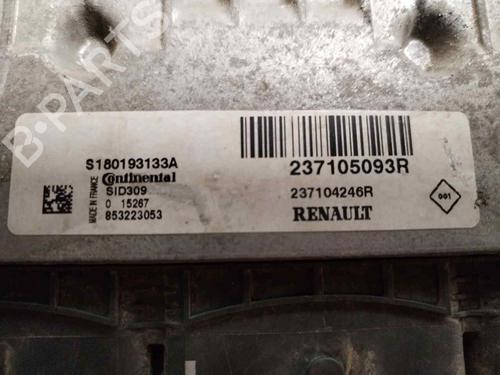 S180193133A
Continental
SID309
0 15267
853223053
MADE IN FRANCE
237105093R
237104246R
RENAULT
001
B-PARTS